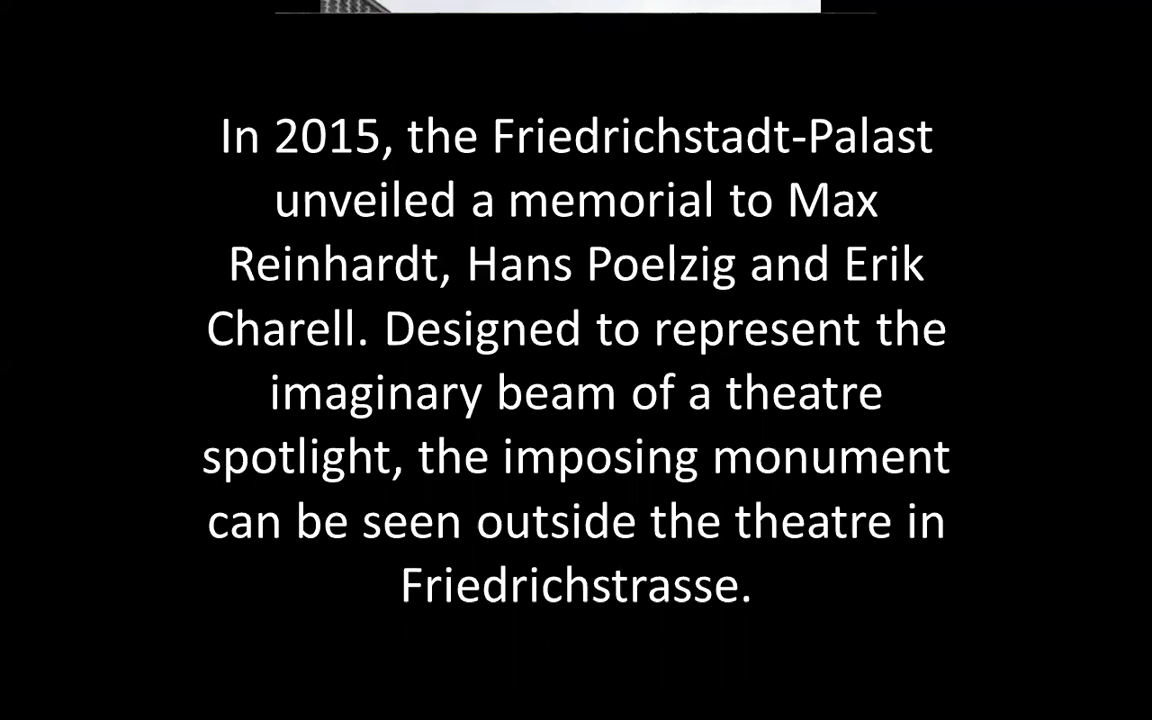 In 2015, the Friedrichstadt-Palast
unveiled a memorial to Max
Reinhardt, Hans Poelzig and Erik
Charell. Designed to represent the
imaginary beam of a theatre
spotlight, the imposing monument
can be seen outside the theatre in
Friedrichstrasse.